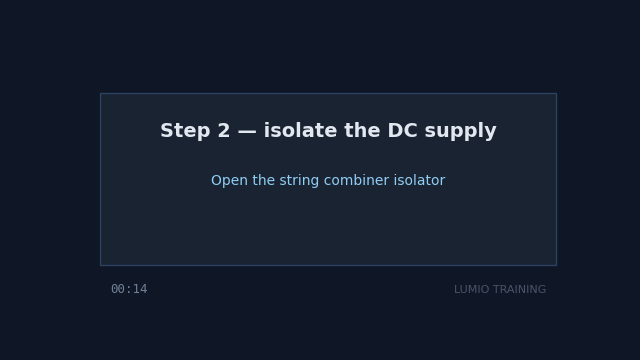 Step 2 — isolate the DC supply
Open the string combiner isolator
00:14
LUMIO TRAINING